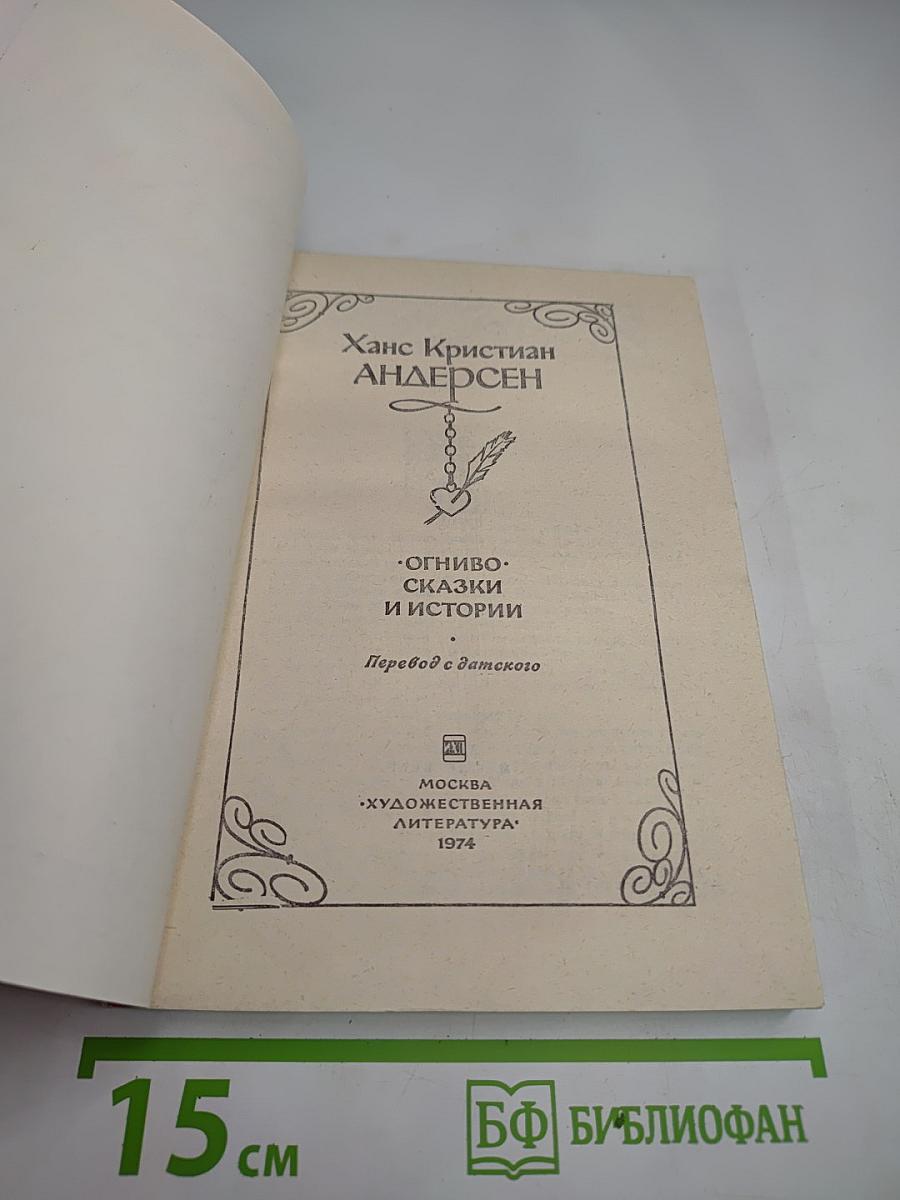 Ханс Кристиан
АНДЕРСЕН
·ОГНИВО·
СКАЗКИ
И ИСТОРИИ
Перевод с датского
МОСКВА
·ХУДОЖЕСТВЕННАЯ
ЛИТЕРАТУРА·
1974
15 см
БФ БИБЛИОФАН